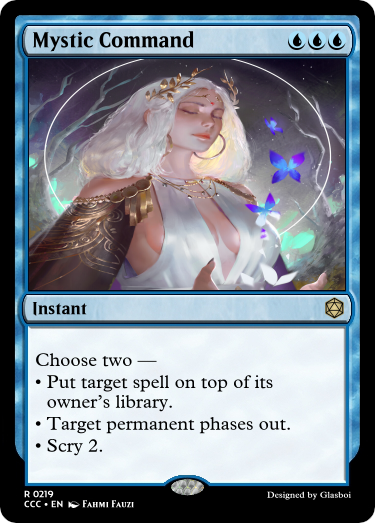 Mystic Command
Instant
Choose two —
• Put target spell on top of its
owner's library.
• Target permanent phases out.
• Scry 2.
R 0219
CCC • EN Fahmi Fauzi
Designed by Glasboi